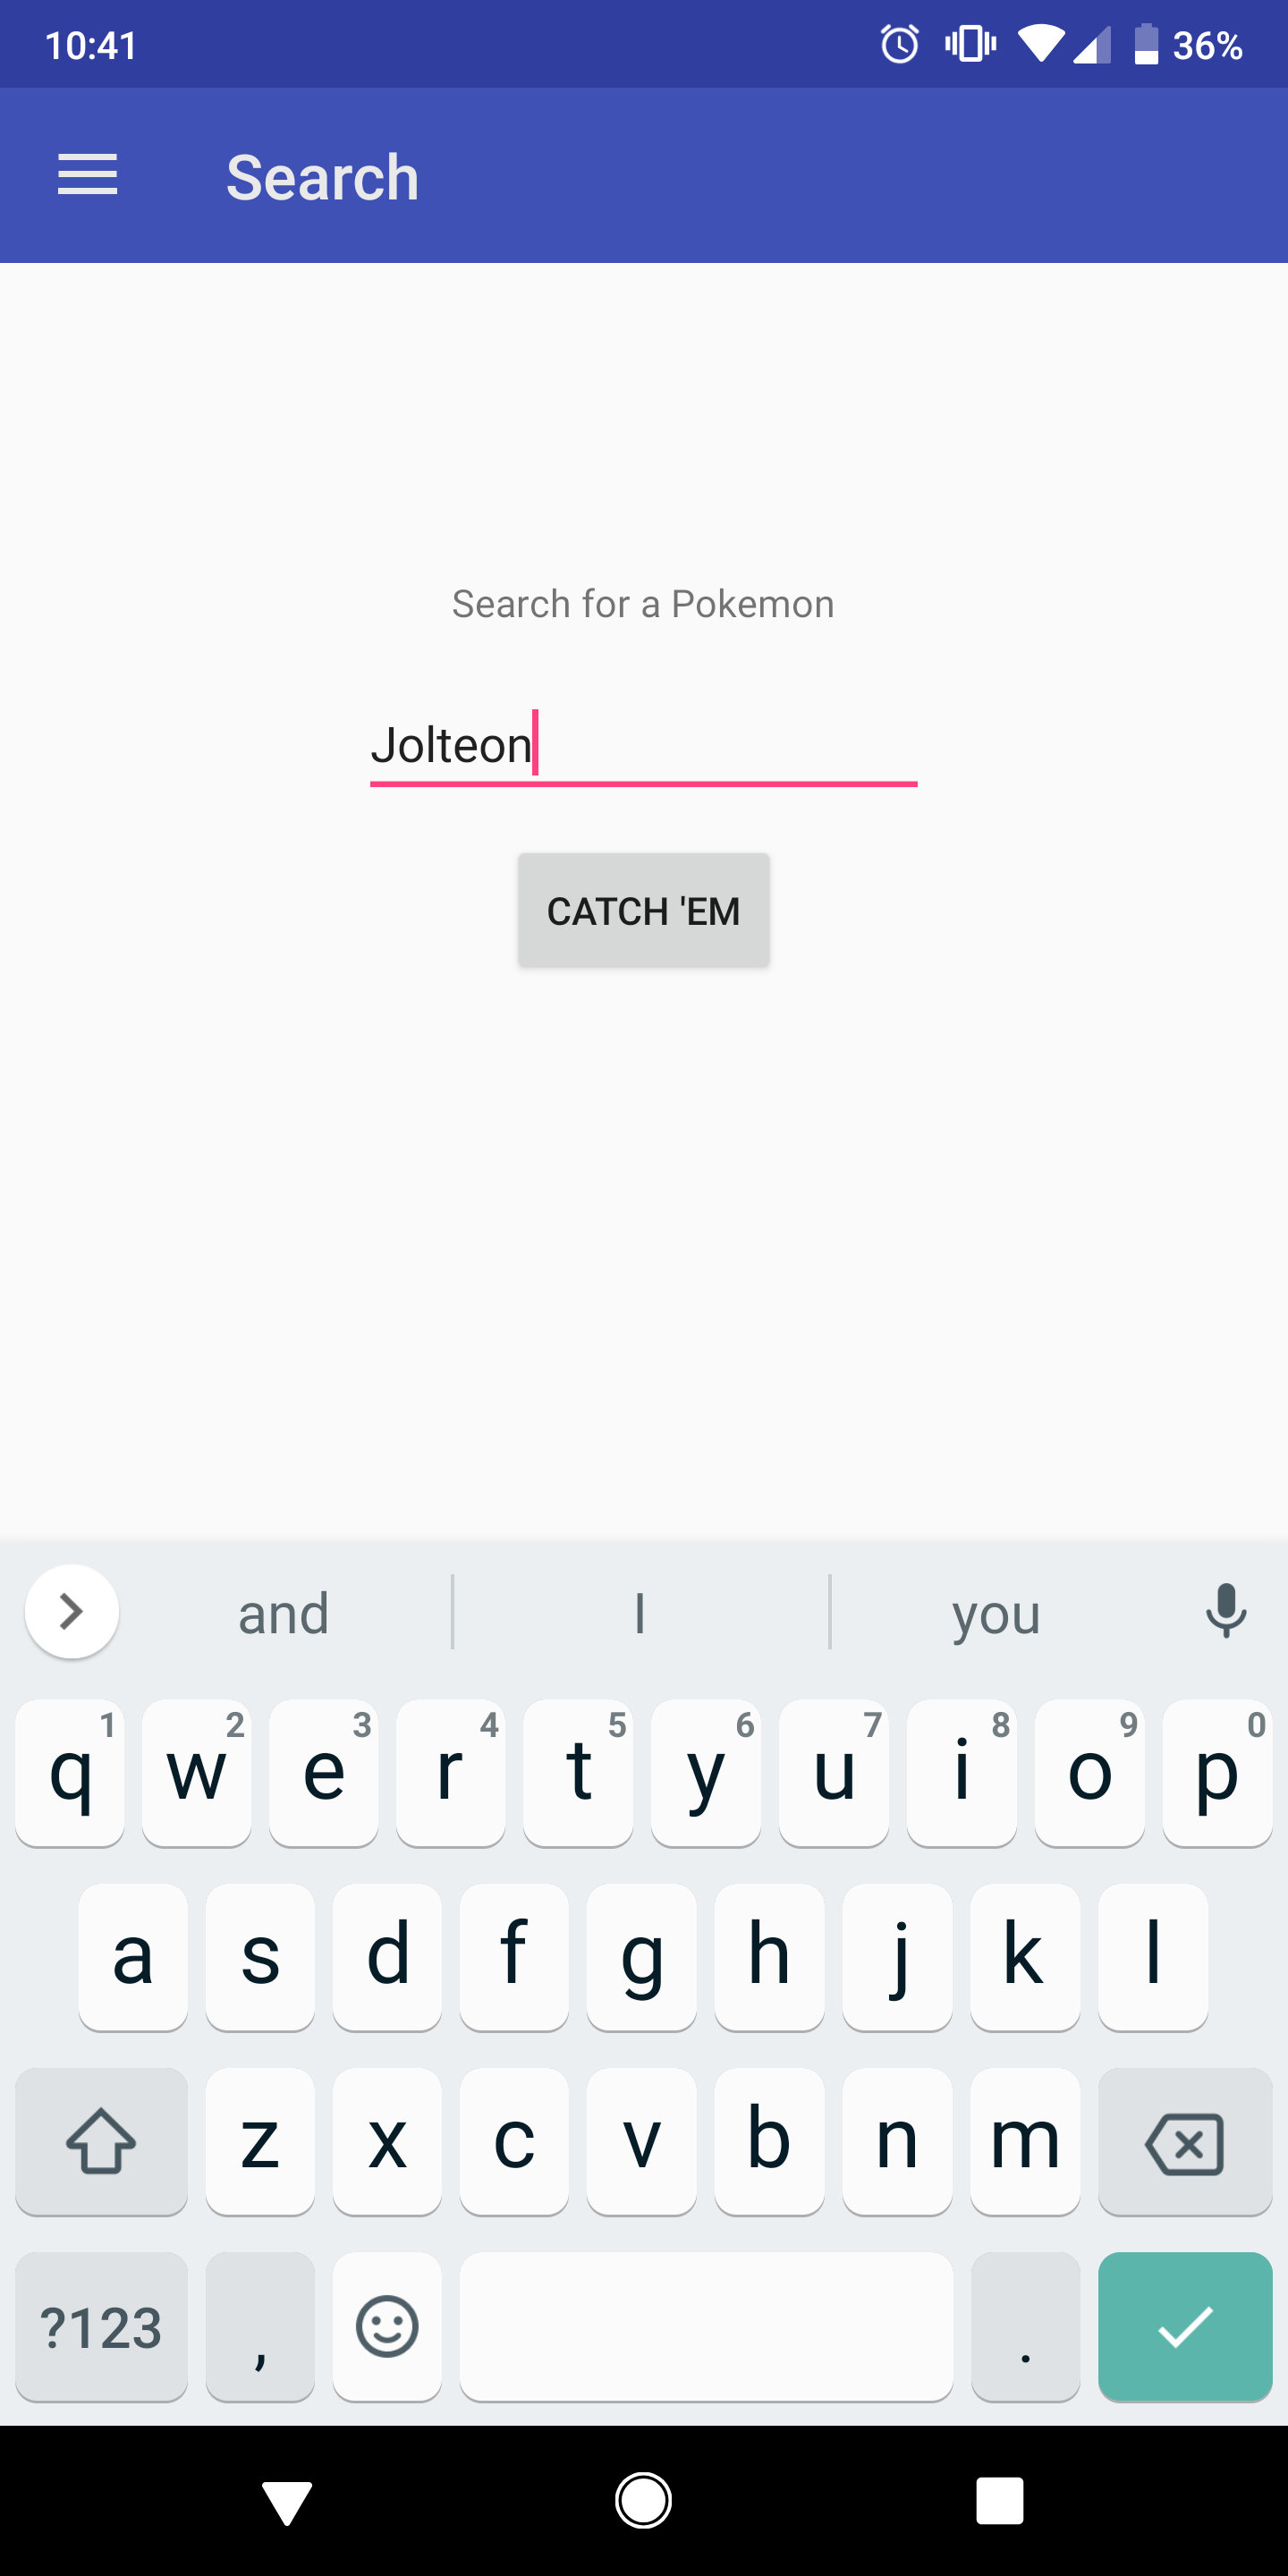 10:41 36%
Search
Search for a Pokemon
Jolteon
CATCH 'EM
and I you
1 2 3 4 5 6 7 8 9 0
q w e r t y u i o p
a s d f g h j k l
z x c v b n m
?123 , .